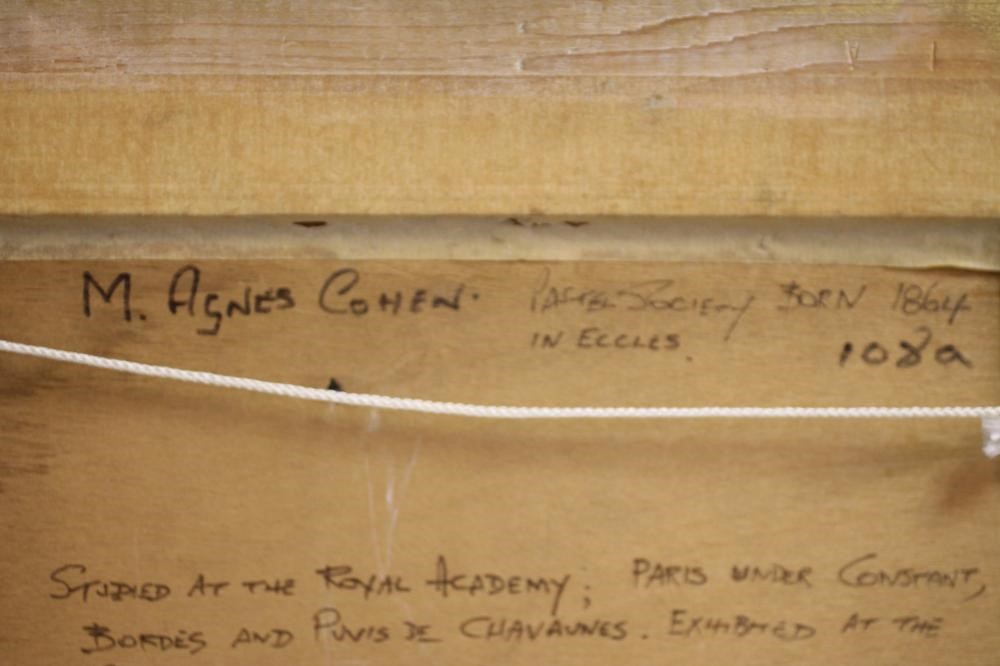 M. AGNES COHEN. PASTEL SOCIETY BORN 1864
IN ECCLES.
108a
STUDIED AT THE ROYAL ACADEMY; PARIS UNDER CONSTANT,
BORDES AND PUVIS DE CHAVAUNES. EXHIBITED AT THE